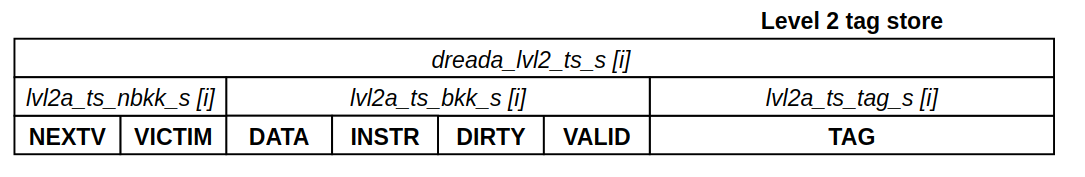 Level 2 tag store
dreada_lvl2_ts_s [i]
lvl2a_ts_nbkk_s [i] lvl2a_ts_bkk_s [i] lvl2a_ts_tag_s [i]
NEXTV VICTIM DATA INSTR DIRTY VALID TAG